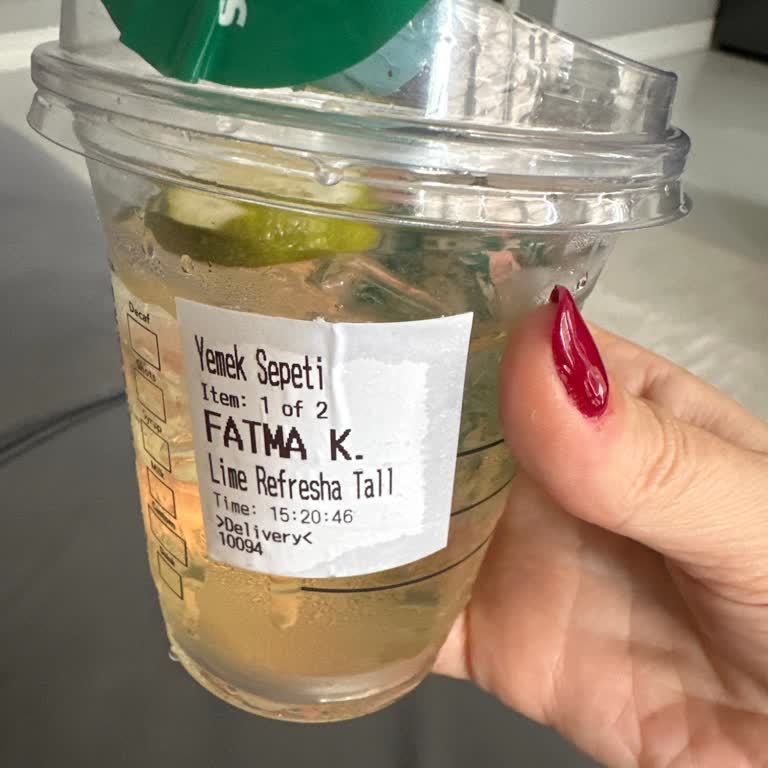 s
Decaf
Shots
Syrup
Milk
Yemek Sepeti
Item: 1 of 2
FATMA K.
Lime Refresha Tall
Time: 15:20:46
>Delivery<
10094